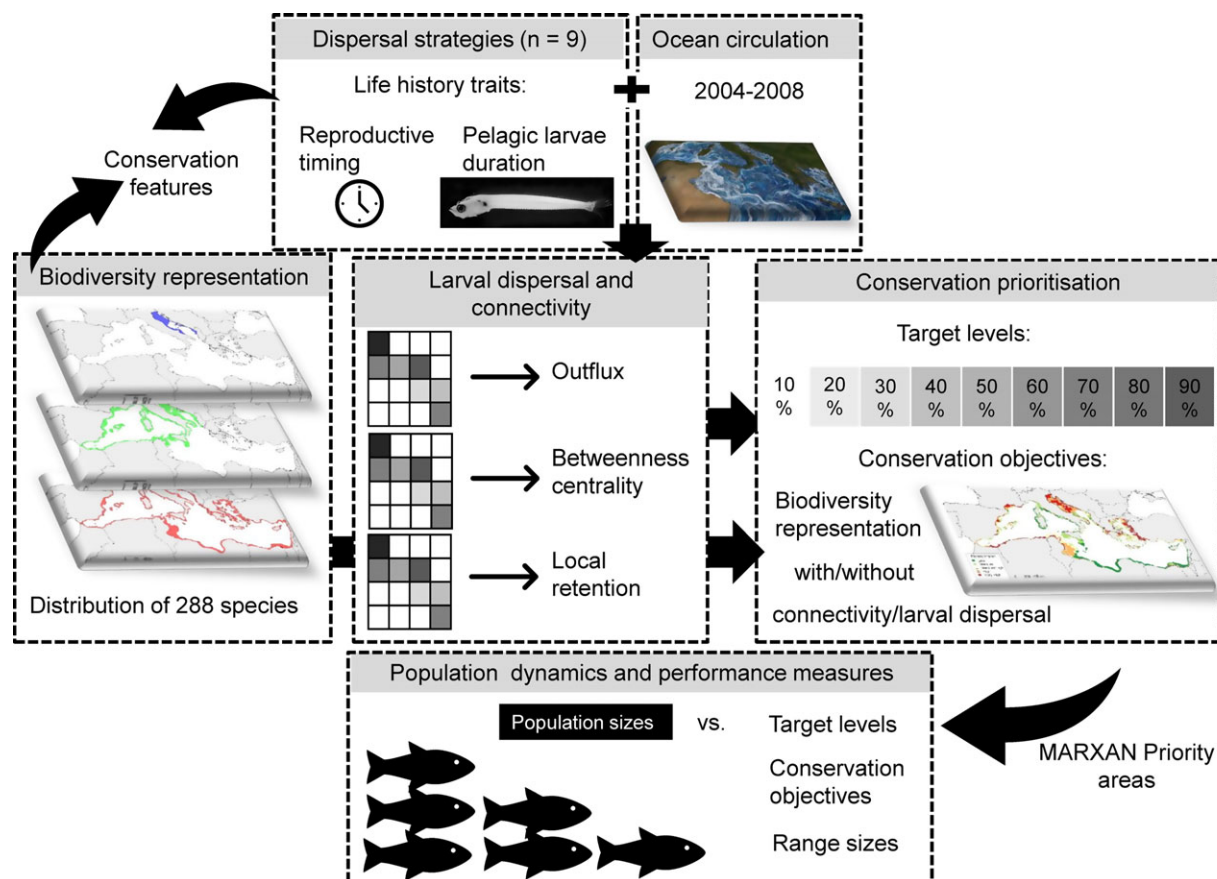 Dispersal strategies (n = 9)
Life history traits:
Reproductive
timing
Pelagic larvae
duration
Ocean circulation
2004-2008
Conservation
features
Biodiversity representation
Distribution of 288 species
Larval dispersal and
connectivity
Outflux
Betweenness
centrality
Local
retention
Conservation prioritisation
Target levels:
10 20 30 40 50 60 70 80 90
% % % % % % % % %
Conservation objectives:
Biodiversity
representation
with/without
connectivity/larval dispersal
MARXAN Priority
areas
Population dynamics and performance measures
Population sizes vs. Target levels
Conservation
objectives
Range sizes